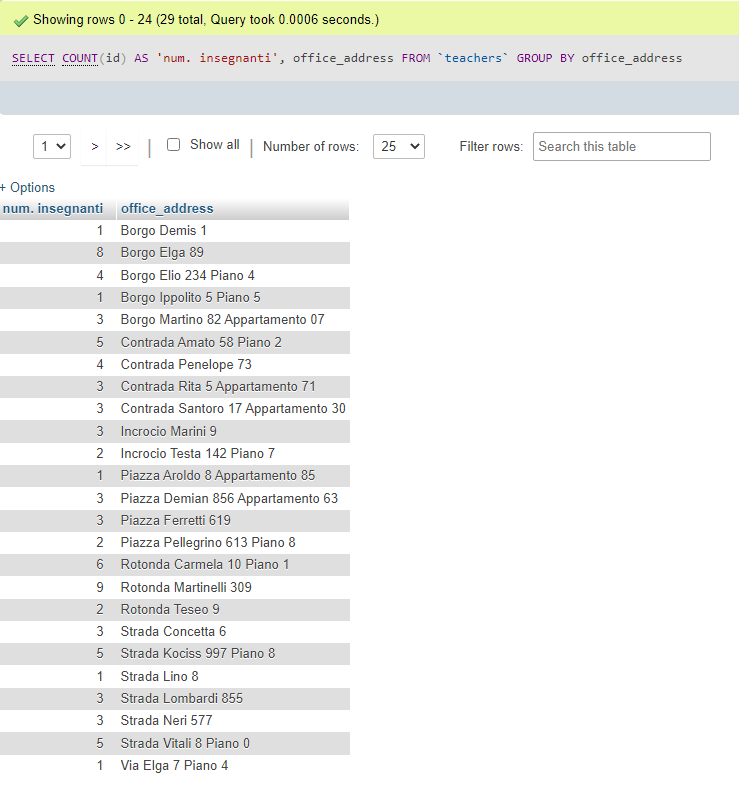 Showing rows 0 - 24 (29 total, Query took 0.0006 seconds.)
SELECT COUNT(id) AS 'num. insegnanti', office_address FROM `teachers` GROUP BY office_address
1 > >> | Show all | Number of rows: 25 Filter rows: Search this table
+ Options
num. insegnanti office_address
1 Borgo Demis 1
8 Borgo Elga 89
4 Borgo Elio 234 Piano 4
1 Borgo Ippolito 5 Piano 5
3 Borgo Martino 82 Appartamento 07
5 Contrada Amato 58 Piano 2
4 Contrada Penelope 73
3 Contrada Rita 5 Appartamento 71
3 Contrada Santoro 17 Appartamento 30
3 Incrocio Marini 9
2 Incrocio Testa 142 Piano 7
1 Piazza Aroldo 8 Appartamento 85
3 Piazza Demian 856 Appartamento 63
3 Piazza Ferretti 619
2 Piazza Pellegrino 613 Piano 8
6 Rotonda Carmela 10 Piano 1
9 Rotonda Martinelli 309
2 Rotonda Teseo 9
3 Strada Concetta 6
5 Strada Kociss 997 Piano 8
1 Strada Lino 8
3 Strada Lombardi 855
3 Strada Neri 577
5 Strada Vitali 8 Piano 0
1 Via Elga 7 Piano 4